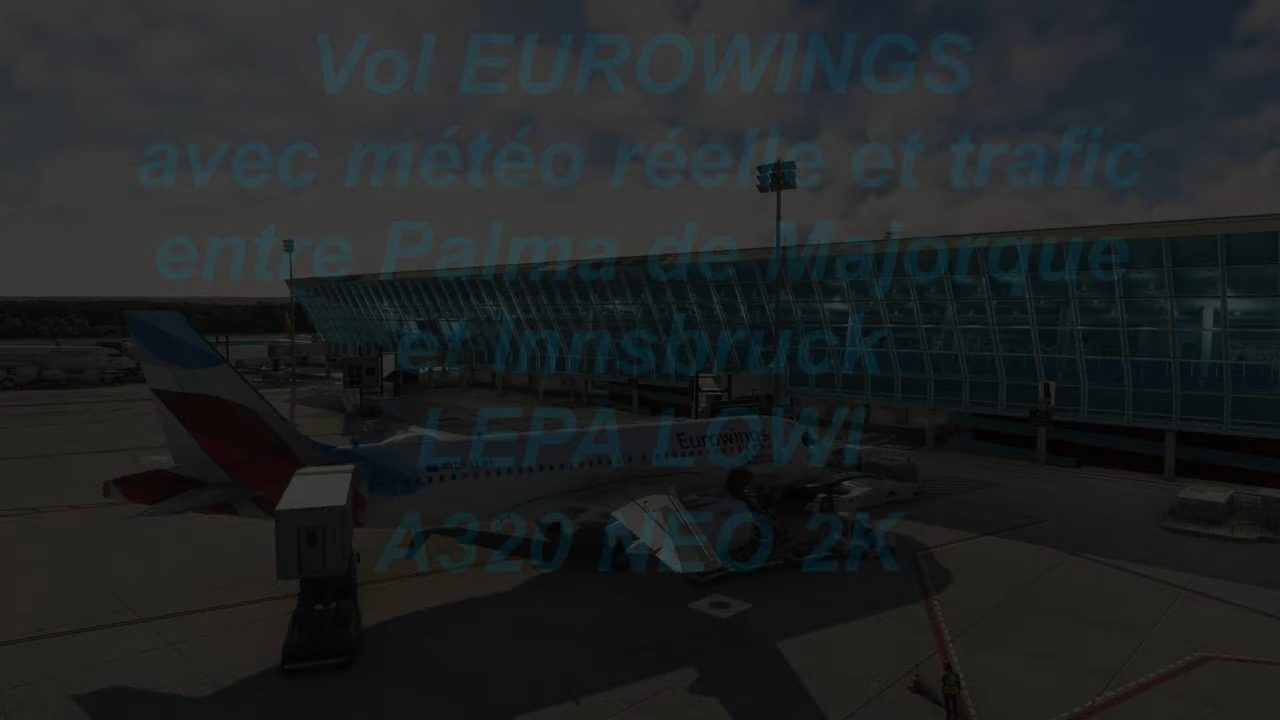 Vol EUROWINGS
avec météo réelle et trafic
entre Palma de Majorque
et Innsbruck
LEPA LOWI
Eurowings
A320 NEO 2K